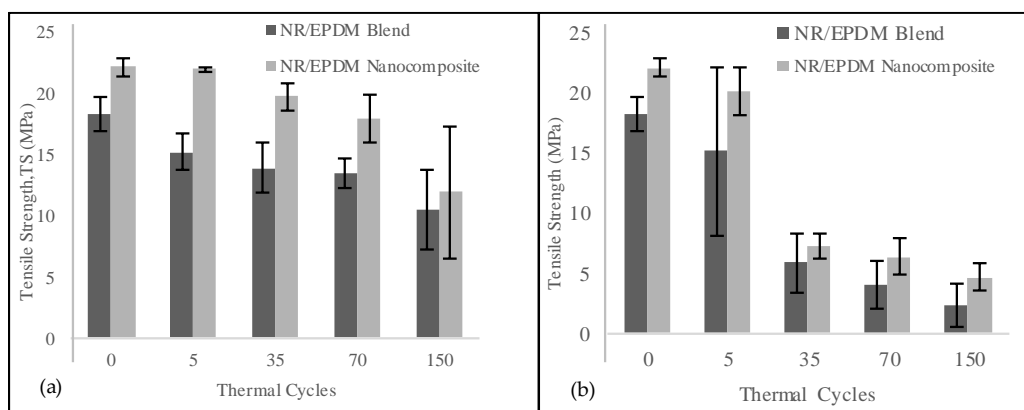 25
20
15
10
5
0
Tensile Strength,TS (MPa)
NR/EPDM Blend
NR/EPDM Nanocomposite
0 5 35 70 150
(a) Thermal Cycles
25
20
15
10
5
0
Tensile Strength (MPa)
NR/EPDM Blend
NR/EPDM Nanocomposite
0 5 35 70 150
(b) Thermal Cycles